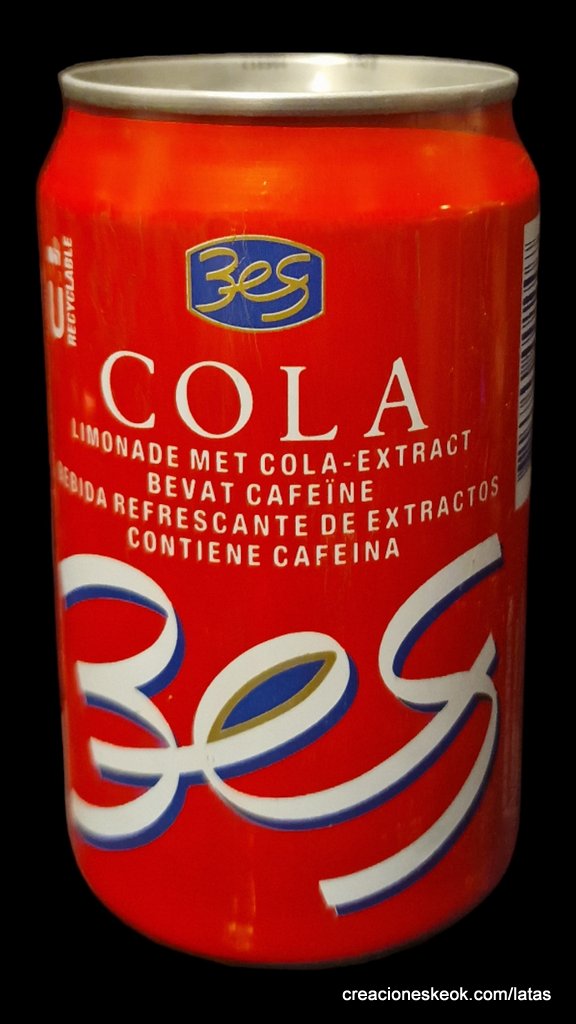 Bes
RECYCLABLE
COLA
LIMONADE MET COLA-EXTRACT
BEVAT CAFEÏNE
BEBIDA REFRESCANTE DE EXTRACTOS
CONTIENE CAFEINA
Bes
creacioneskeok.com/latas